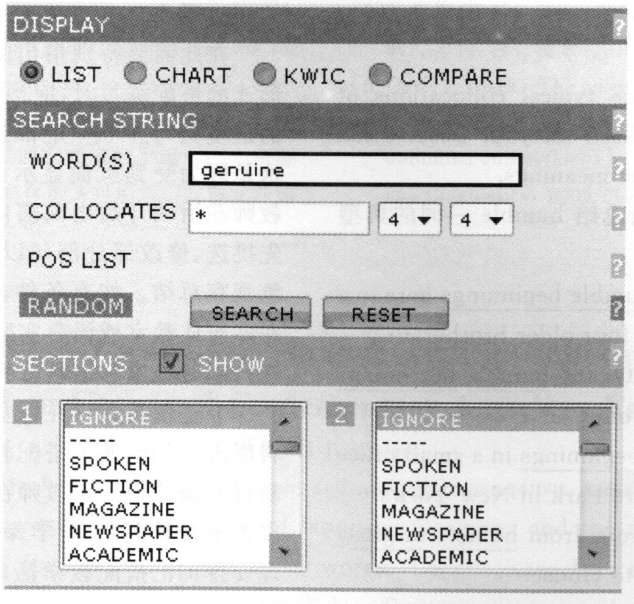 DISPLAY ?
LIST CHART KWIC COMPARE
SEARCH STRING ?
WORD(S) genuine ?
COLLOCATES * 4 4 ?
POS LIST ?
RANDOM SEARCH RESET ?
SECTIONS SHOW ?
1 IGNORE 2 IGNORE
----- -----
SPOKEN SPOKEN
FICTION FICTION
MAGAZINE MAGAZINE
NEWSPAPER NEWSPAPER
ACADEMIC ACADEMIC